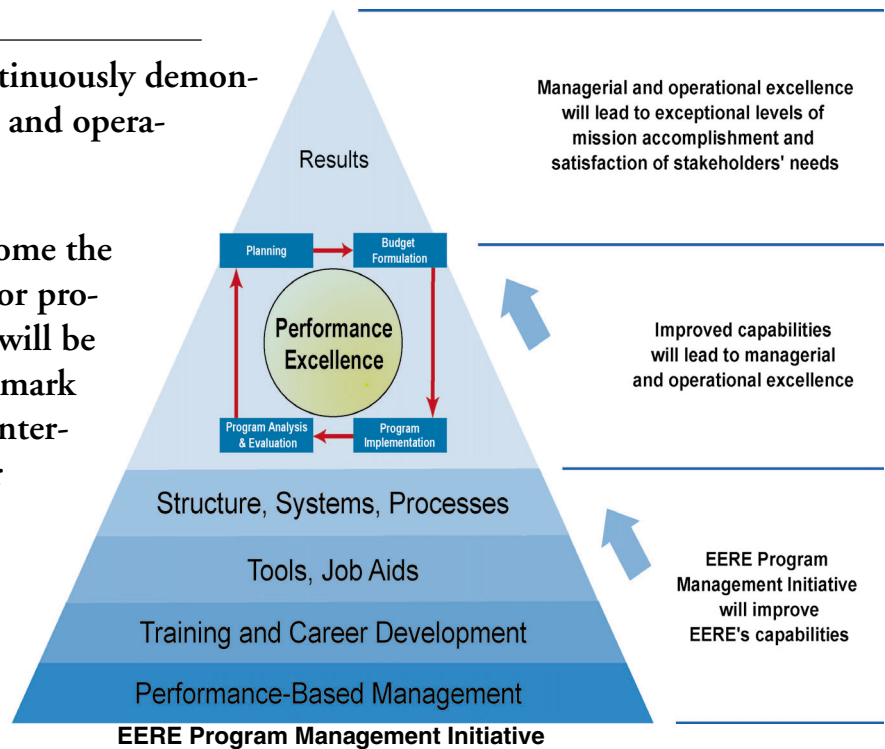 tinuously demon-
and opera-
ome the
or pro-
will be
mark
nter-
Results
Planning
Budget
Formulation
Performance
Excellence
Program Analysis
& Evaluation
Program
Implementation
Structure, Systems, Processes
Tools, Job Aids
Training and Career Development
Performance-Based Management
EERE Program Management Initiative
Managerial and operational excellence
will lead to exceptional levels of
mission accomplishment and
satisfaction of stakeholders' needs
Improved capabilities
will lead to managerial
and operational excellence
EERE Program
Management Initiative
will improve
EERE's capabilities